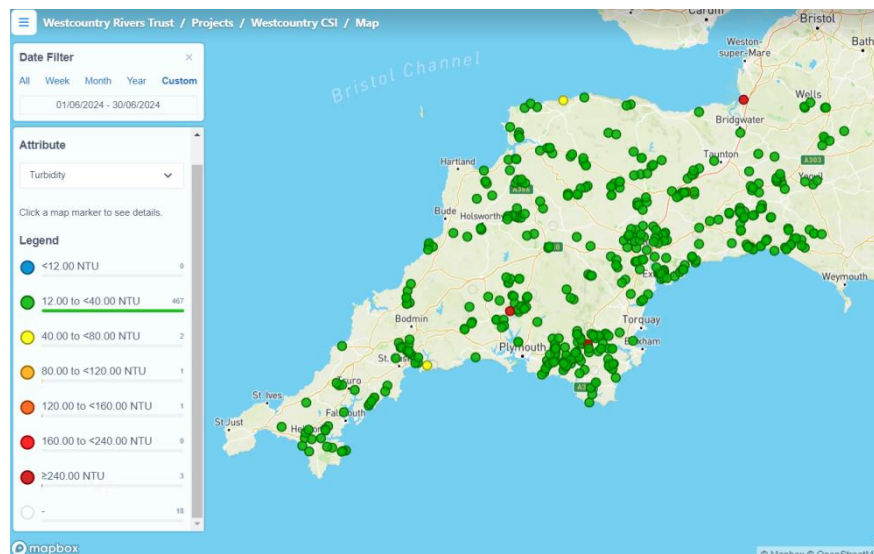 Westcountry Rivers Trust / Projects / Westcountry CSI / Map
Date Filter ×
All Week Month Year Custom
01/06/2024 - 30/06/2024
Attribute
Turbidity
Click a map marker to see details.
Legend
<12.00 NTU 0
12.00 to <40.00 NTU 467
40.00 to <80.00 NTU 2
80.00 to <120.00 NTU 1
120.00 to <160.00 NTU 1
160.00 to <240.00 NTU 0
≥240.00 NTU 3
- 18
mapbox
Bristol Channel
Bristol
Weston-
super-Mare
Bath
Wells
Bridgwater
Taunton
A303
Yeovil
Hartland
Bude
Holsworthy
Weymouth
Bodmin
Torquay
Plymouth
St. Ives
Truro
Falmouth
St Just
© Mapbox © OpenStreetM